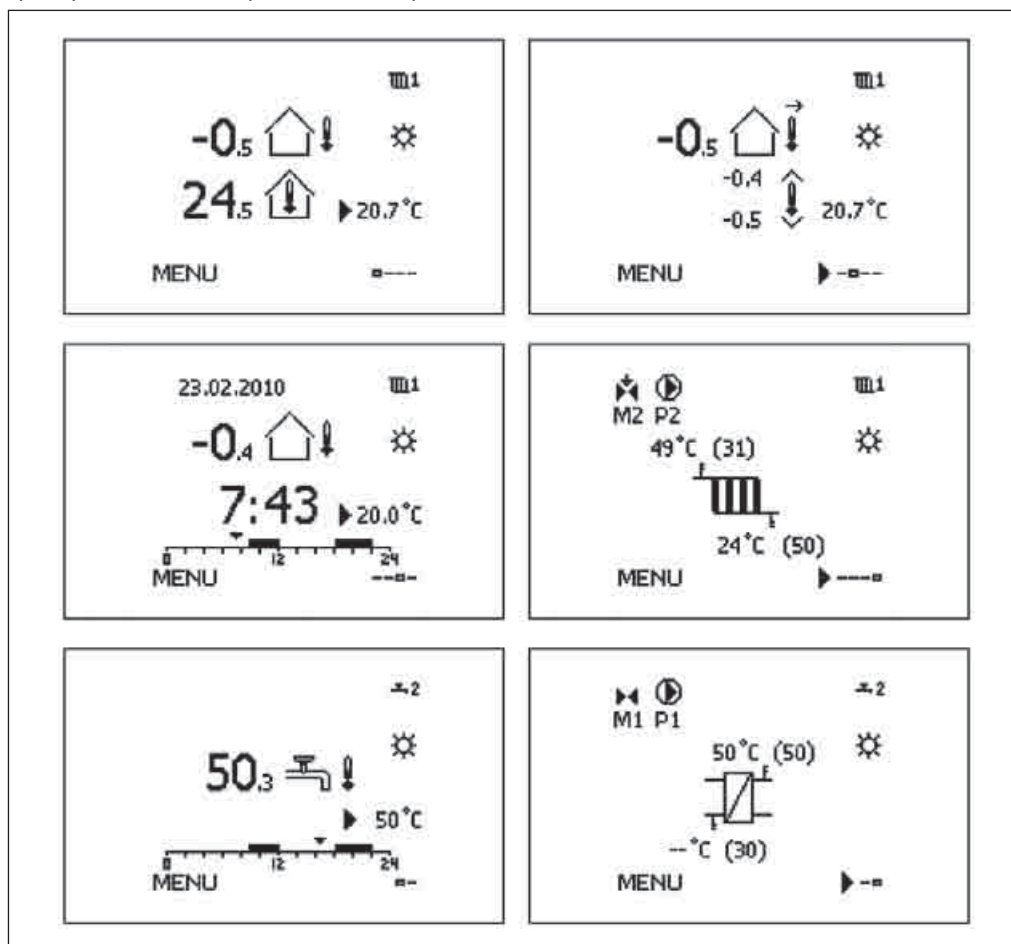 1
-0.5
24.5
20.7°C
MENU
1
-0.5
-0.4
-0.5
20.7°C
MENU
23.02.2010
1
-0.4
7:43
20.0°C
0 12 24
MENU
1
M2 P2
49°C (31)
24°C (50)
MENU
2
50.3
50°C
0 12 24
MENU
2
M1 P1
50°C (50)
--°C (30)
MENU